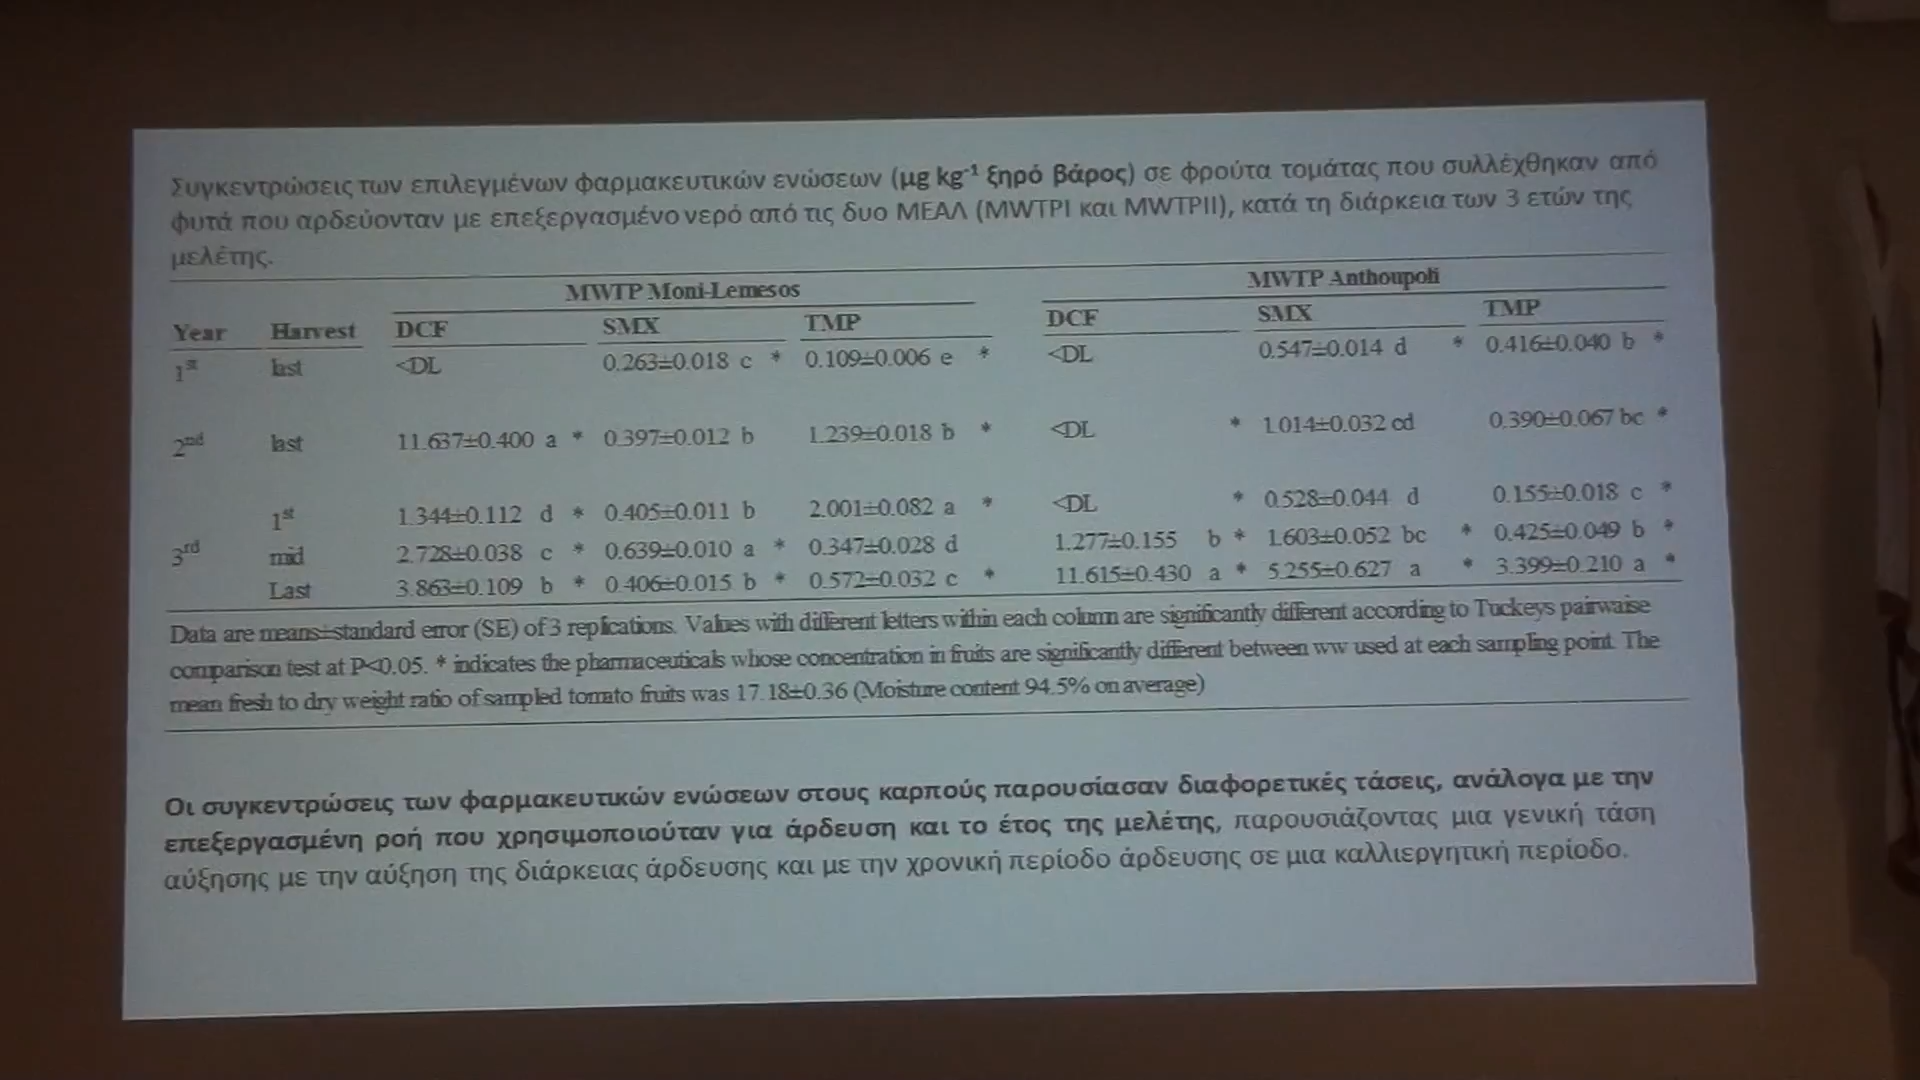 Συγκεντρώσεις των επιλεγμένων φαρμακευτικών ενώσεων (μg kg⁻¹ ξηρό βάρος) σε φρούτα τομάτας που συλλέχθηκαν από
φυτά που αρδεύονταν με επεξεργασμένο νερό από τις δυο ΜΕΑΛ (MWTPI και MWTPII), κατά τη διάρκεια των 3 ετών της
μελέτης.
MWTP Moni-Lemesos MWTP Anthoupoli
Year Harvest DCF SMX TMP DCF SMX TMP
1st last <DL 0.263±0.018 c * 0.109±0.006 e * <DL 0.547±0.014 d * 0.416±0.040 b *
2nd last 11.637±0.400 a * 0.397±0.012 b 1.239±0.018 b * <DL * 1.014±0.032 cd 0.390±0.067 bc *
1st 1.344±0.112 d * 0.405±0.011 b 2.001±0.082 a * <DL * 0.528±0.044 d 0.155±0.018 c *
3rd mid 2.728±0.038 c * 0.639±0.010 a * 0.347±0.028 d 1.277±0.155 b * 1.603±0.052 bc * 0.425±0.049 b *
Last 3.863±0.109 b * 0.406±0.015 b * 0.572±0.032 c * 11.615±0.430 a * 5.255±0.627 a * 3.399±0.210 a *
Data are means±standard error (SE) of 3 replications. Values with different letters within each column are significantly different according to Tuckeys pairwaise
comparison test at P<0.05. * indicates the pharmaceuticals whose concentration in fruits are significantly different between ww used at each sampling point. The
mean fresh to dry weight ratio of sampled tomato fruits was 17.18±0.36 (Moisture content 94.5% on average)
Οι συγκεντρώσεις των φαρμακευτικών ενώσεων στους καρπούς παρουσίασαν διαφορετικές τάσεις, ανάλογα με την
επεξεργασμένη ροή που χρησιμοποιούταν για άρδευση και το έτος της μελέτης, παρουσιάζοντας μια γενική τάση
αύξησης με την αύξηση της διάρκειας άρδευσης και με την χρονική περίοδο άρδευσης σε μια καλλιεργητική περίοδο.